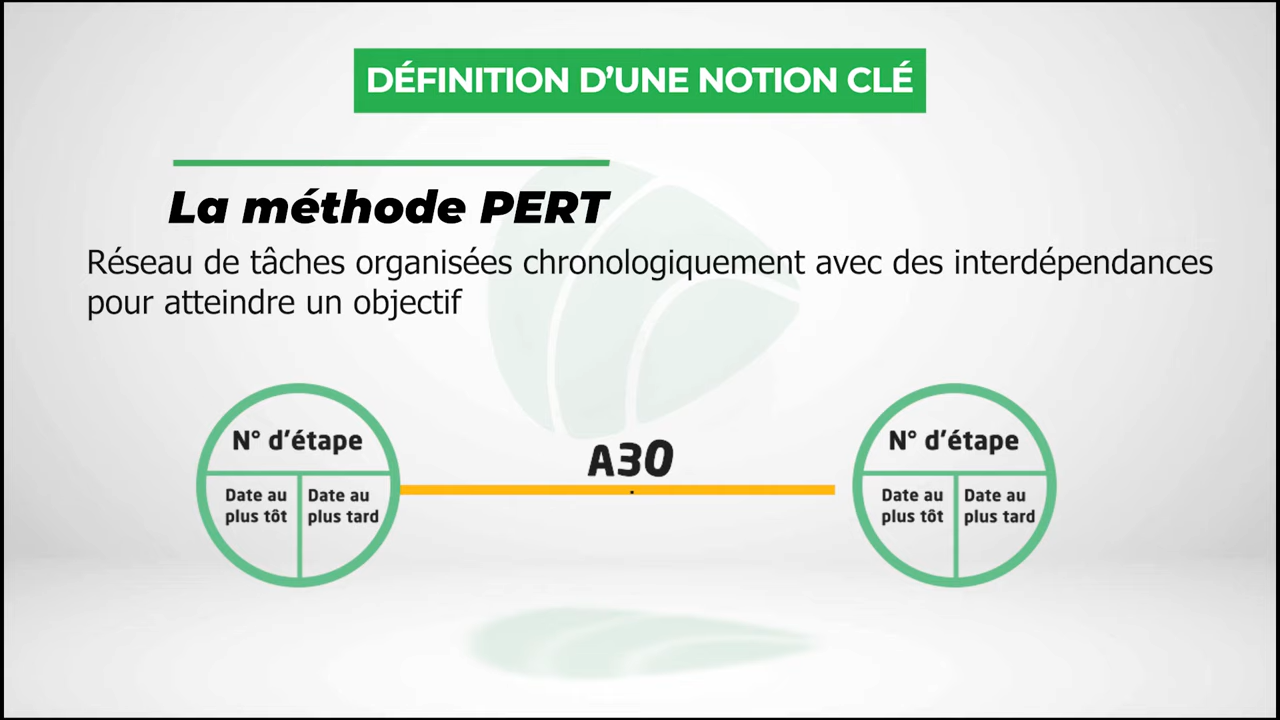 DÉFINITION D’UNE NOTION CLÉ
La méthode PERT
Réseau de tâches organisées chronologiquement avec des interdépendances
pour atteindre un objectif
N° d’étape
Date au
plus tôt
Date au
plus tard
A30
N° d’étape
Date au
plus tôt
Date au
plus tard